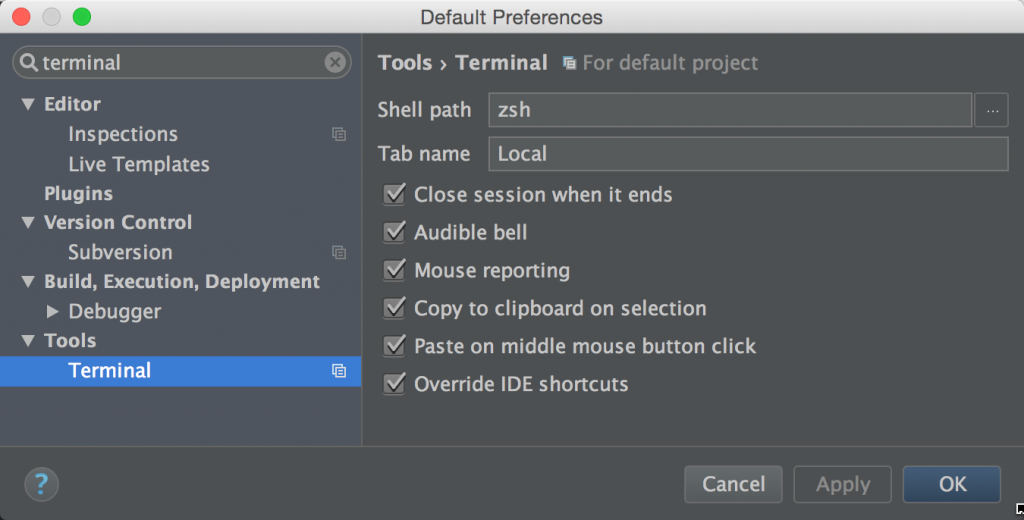 Default Preferences
terminal
Editor
Inspections
Live Templates
Plugins
Version Control
Subversion
Build, Execution, Deployment
Debugger
Tools
Terminal
Tools › Terminal For default project
Shell path zsh ...
Tab name Local
Close session when it ends
Audible bell
Mouse reporting
Copy to clipboard on selection
Paste on middle mouse button click
Override IDE shortcuts
? Cancel Apply OK